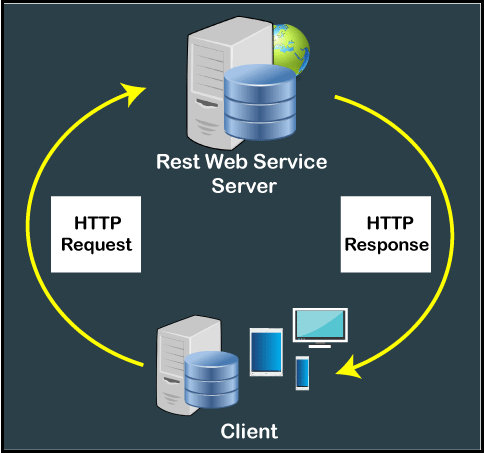 Rest Web Service
Server
HTTP
Request
HTTP
Response
Client